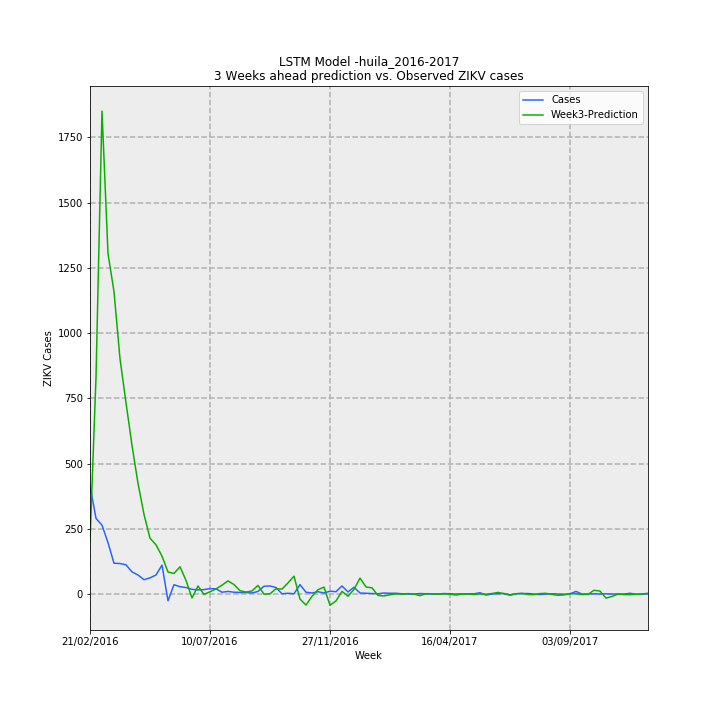 LSTM Model -huila_2016-2017
3 Weeks ahead prediction vs. Observed ZIKV cases
Cases
Week3-Prediction
1750
1500
1250
1000
750
500
250
0
ZIKV Cases
21/02/2016
10/07/2016
27/11/2016
16/04/2017
03/09/2017
Week